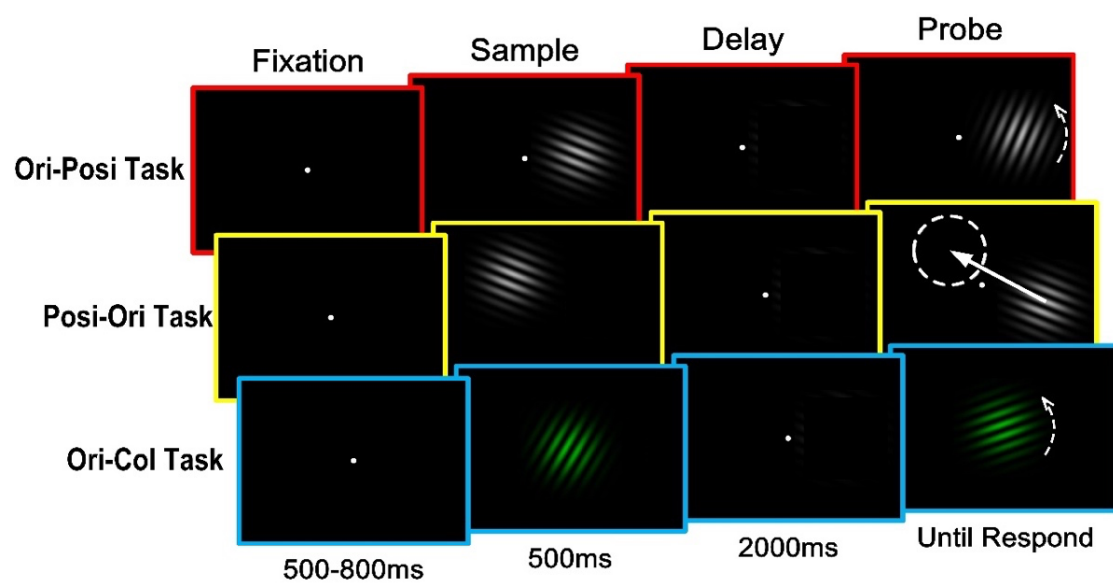 Fixation
Sample
Delay
Probe
Ori-Posi Task
Posi-Ori Task
Ori-Col Task
500-800ms
500ms
2000ms
Until Respond